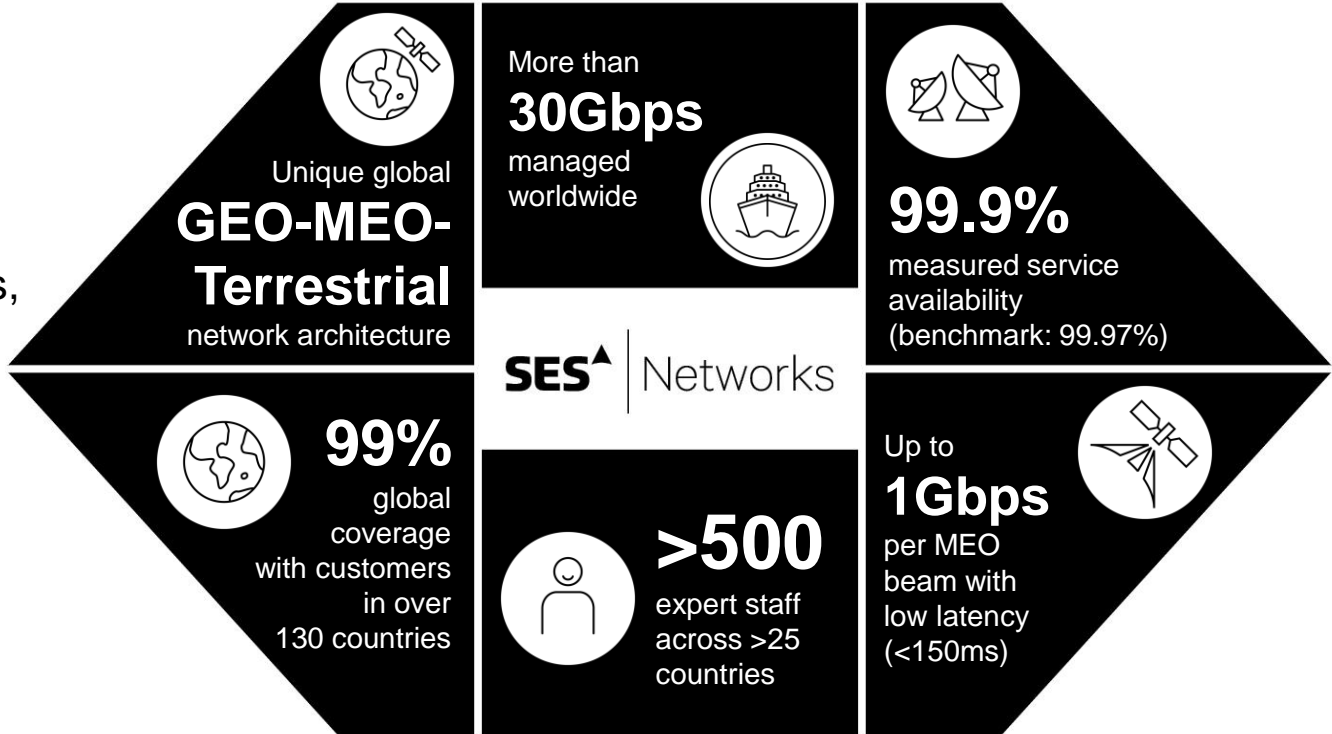 Unique global
GEO-MEO-
Terrestrial
network architecture
More than
30Gbps
managed
worldwide
99.9%
measured service
availability
(benchmark: 99.97%)
s,
SES Networks
99%
global
coverage
with customers
in over
130 countries
>500
expert staff
across >25
countries
Up to
1Gbps
per MEO
beam with
low latency
(<150ms)